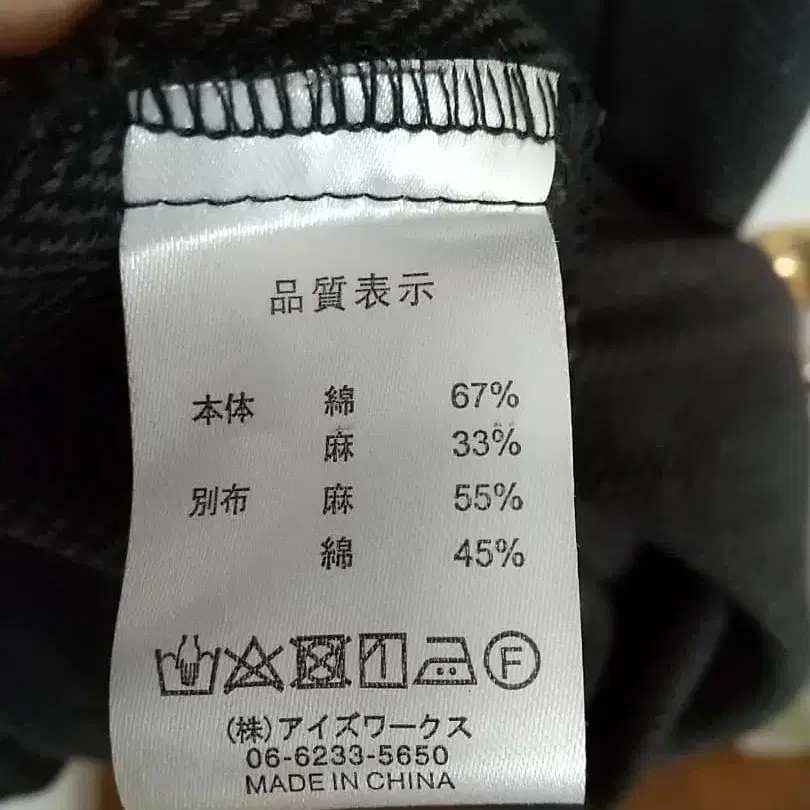 品質表示
本体 綿 67%
麻 33%
別布 麻 55%
綿 45%
F
(株)アイズワークス
06-6233-5650
MADE IN CHINA